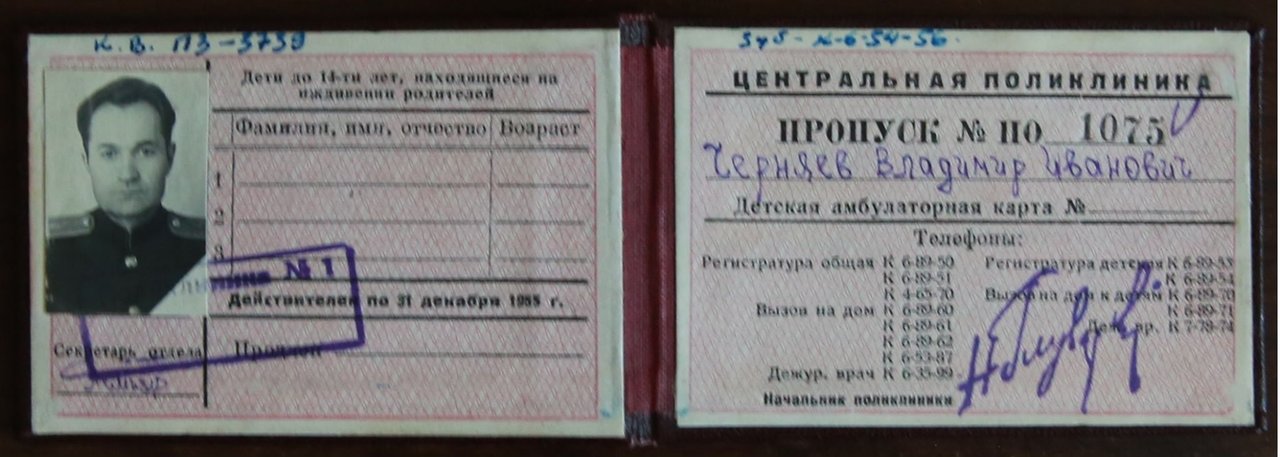 К. В. П3-3739
Дети до 14-ти лет, находящиеся на
иждивении родителей
Фамилия, имя, отчество Возраст
1
2
3
№ 1
Действителен по 31 декабря 1955 г.
Секретарь отдела
Продлен
Зуб- К-6-54-56.
ЦЕНТРАЛЬНАЯ ПОЛИКЛИНИКА
ПРОПУСК № ПО 1075
Черняев Владимир Иванович
Детская амбулаторная карта №
Телефоны:
Регистратура общая К 6-89-50
К 6-89-51
К 4-65-70
Вызов на дом К 6-89-60
К 6-89-61
К 6-89-62
К 6-53-87
Дежур. врач К 6-35-99
Регистратура детская К 6-89-53
К 6-89-54
Вызов на дом к детям К 6-89-70
К 6-89-71
Деж. вр. К 7-78-74
Начальник поликлиники